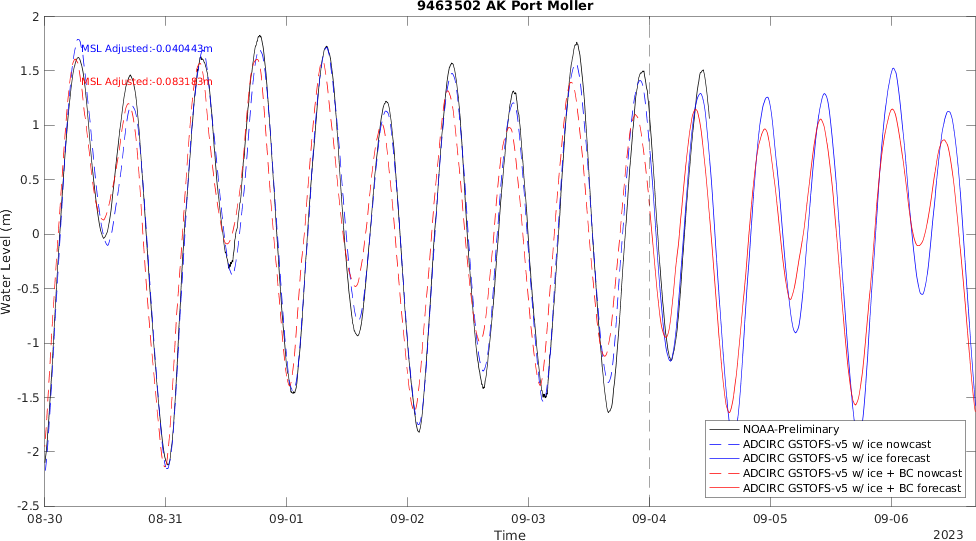 9463502 AK Port Moller
2
1.5
1
0.5
0
-0.5
-1
-1.5
-2
-2.5
Water Level (m)
MSL Adjusted:-0.040443m
MSL Adjusted:-0.083183m
NOAA-Preliminary
ADCIRC GSTOFS-v5 w/ ice nowcast
ADCIRC GSTOFS-v5 w/ ice forecast
ADCIRC GSTOFS-v5 w/ ice + BC nowcast
ADCIRC GSTOFS-v5 w/ ice + BC forecast
08-30 08-31 09-01 09-02 09-03 09-04 09-05 09-06
Time
2023